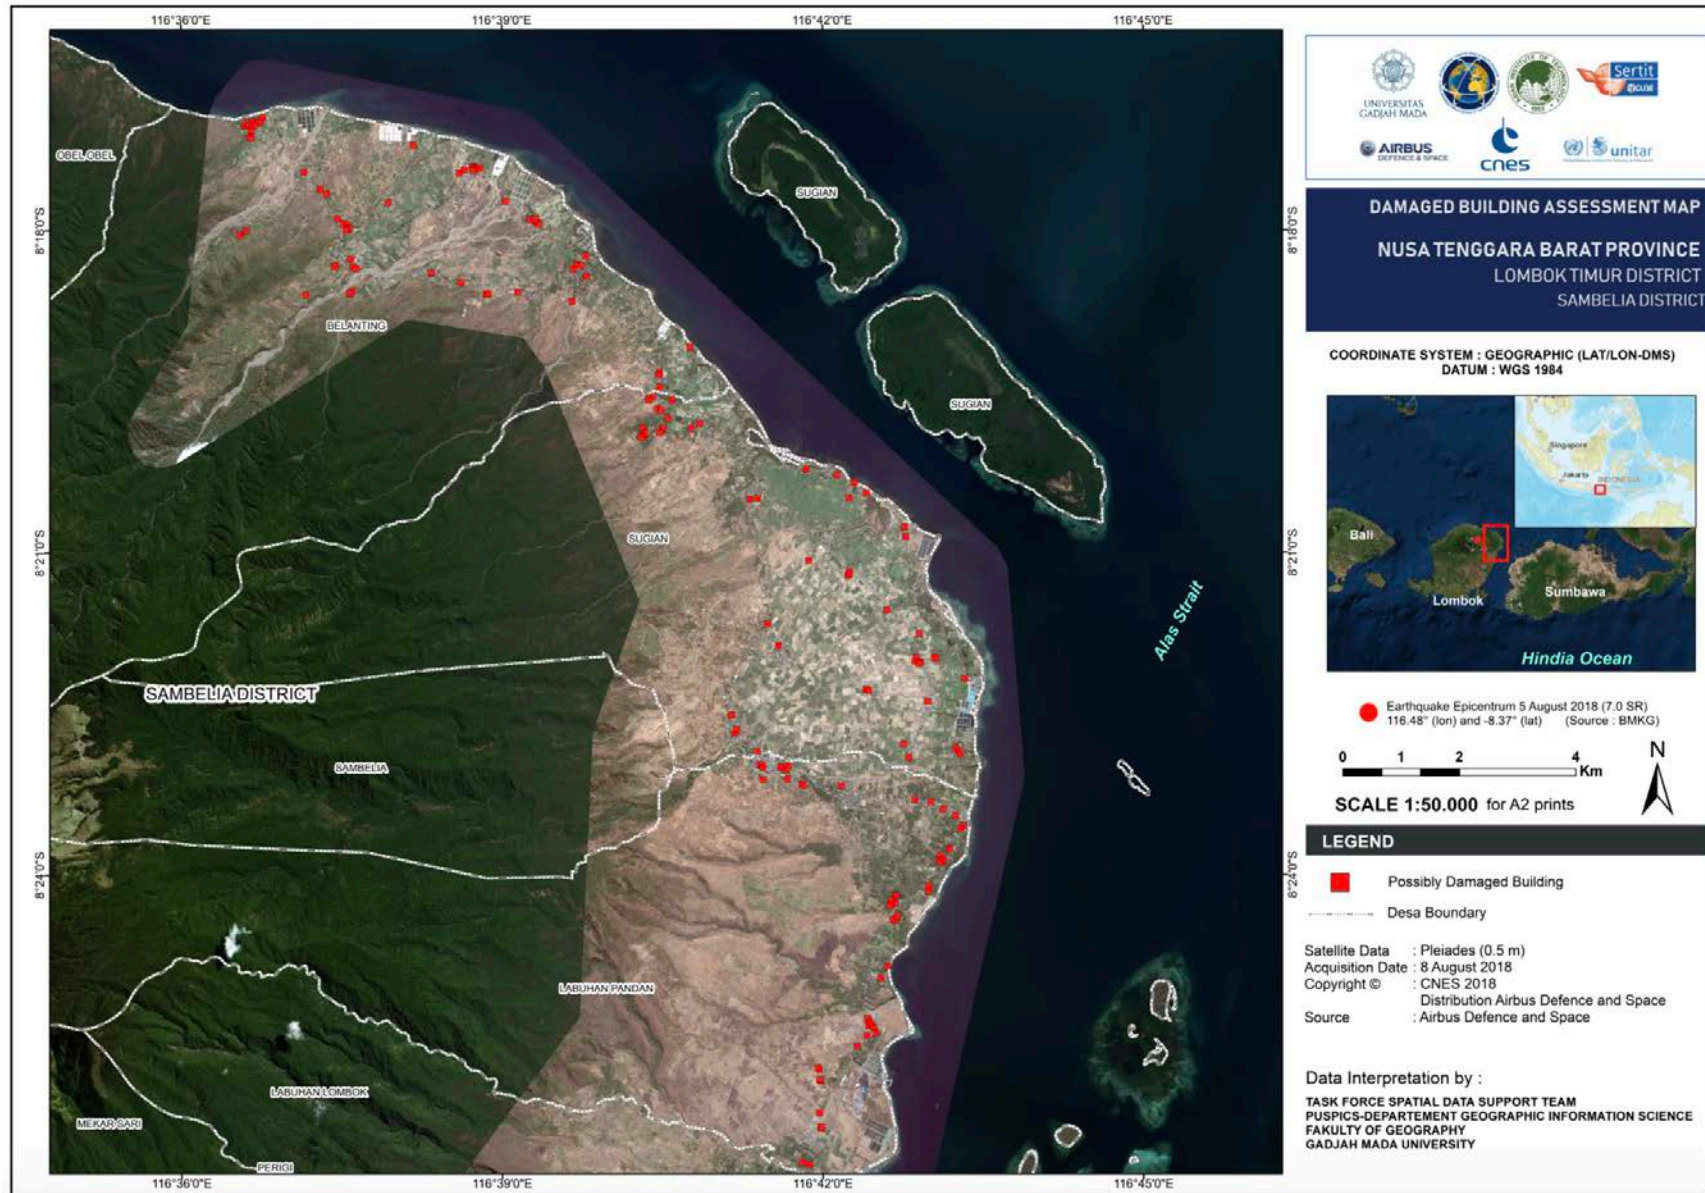 116°36'0"E
116°39'0"E
116°42'0"E
116°45'0"E
8°18'0"S
8°21'0"S
8°24'0"S
8°18'0"S
8°21'0"S
8°24'0"S
116°36'0"E
116°39'0"E
116°42'0"E
116°45'0"E
OBEL OBEL
SUGIAN
BELANTING
SUGIAN
SUGIAN
SAMBELIA DISTRICT
SAMBELIA
Alas Strait
LABUHAN PANDAN
LABUHAN LOMBOK
MEKAR SARI
PERIGI
UNIVERSITAS
GADJAH MADA
Sertit
ICUBE
AIRBUS
DEFENCE & SPACE
cnes
unitar
DAMAGED BUILDING ASSESSMENT MAP
NUSA TENGGARA BARAT PROVINCE
LOMBOK TIMUR DISTRICT
SAMBELIA DISTRICT
COORDINATE SYSTEM : GEOGRAPHIC (LAT/LON-DMS)
DATUM : WGS 1984
Singapore
Jakarta
INDONESIA
Bali
Lombok
Sumbawa
Hindia Ocean
Earthquake Epicentrum 5 August 2018 (7.0 SR)
116.48° (lon) and -8.37° (lat) (Source : BMKG)
0 1 2 4
Km
N
SCALE 1:50.000 for A2 prints
LEGEND
Possibly Damaged Building
Desa Boundary
Satellite Data : Pleiades (0.5 m)
Acquisition Date : 8 August 2018
Copyright © : CNES 2018
Distribution Airbus Defence and Space
Source : Airbus Defence and Space
Data Interpretation by :
TASK FORCE SPATIAL DATA SUPPORT TEAM
PUSPICS-DEPARTEMENT GEOGRAPHIC INFORMATION SCIENCE
FAKULTY OF GEOGRAPHY
GADJAH MADA UNIVERSITY